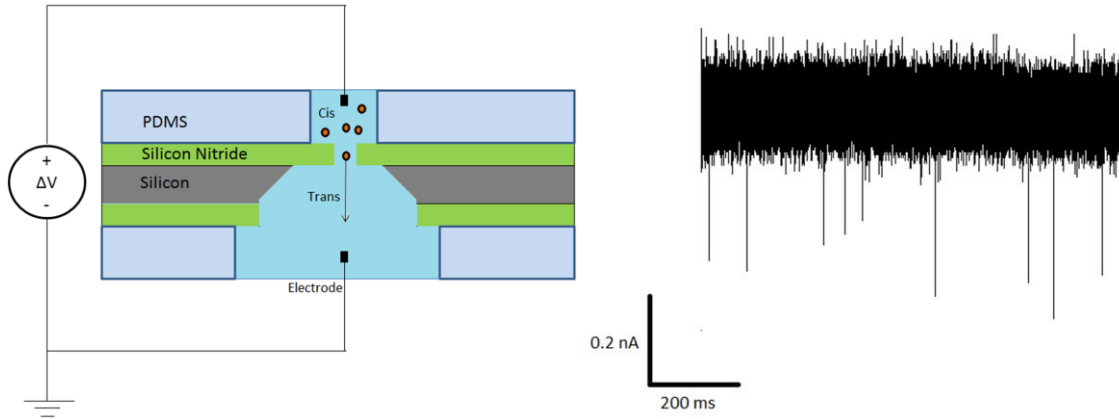 PDMS
Cis
Silicon Nitride
+
ΔV
-
Silicon
Trans
Electrode
0.2 nA
200 ms